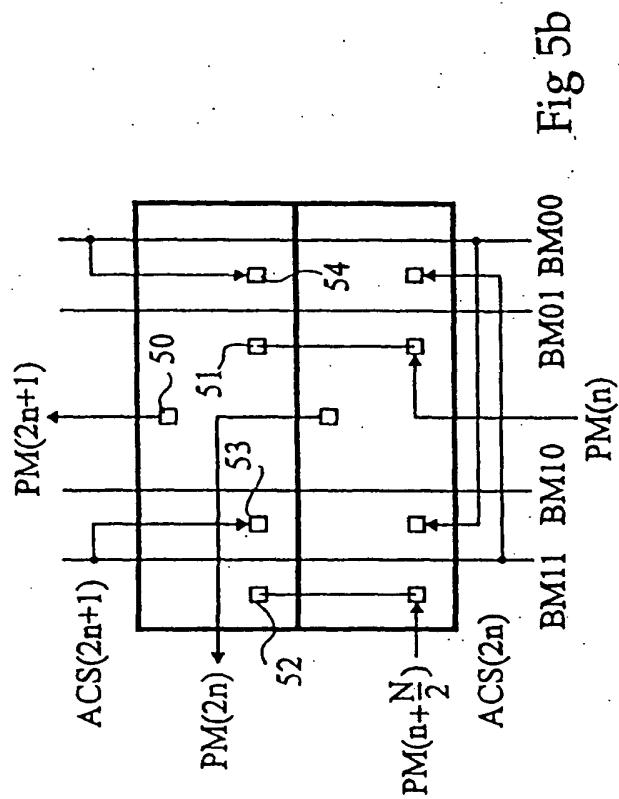 PM(2n+1)
ACS(2n+1)
50
53
51
54
PM(2n)
52
PM(n+N/2)
ACS(2n)
BM11
BM10
BM01
BM00
PM(n)
Fig 5b